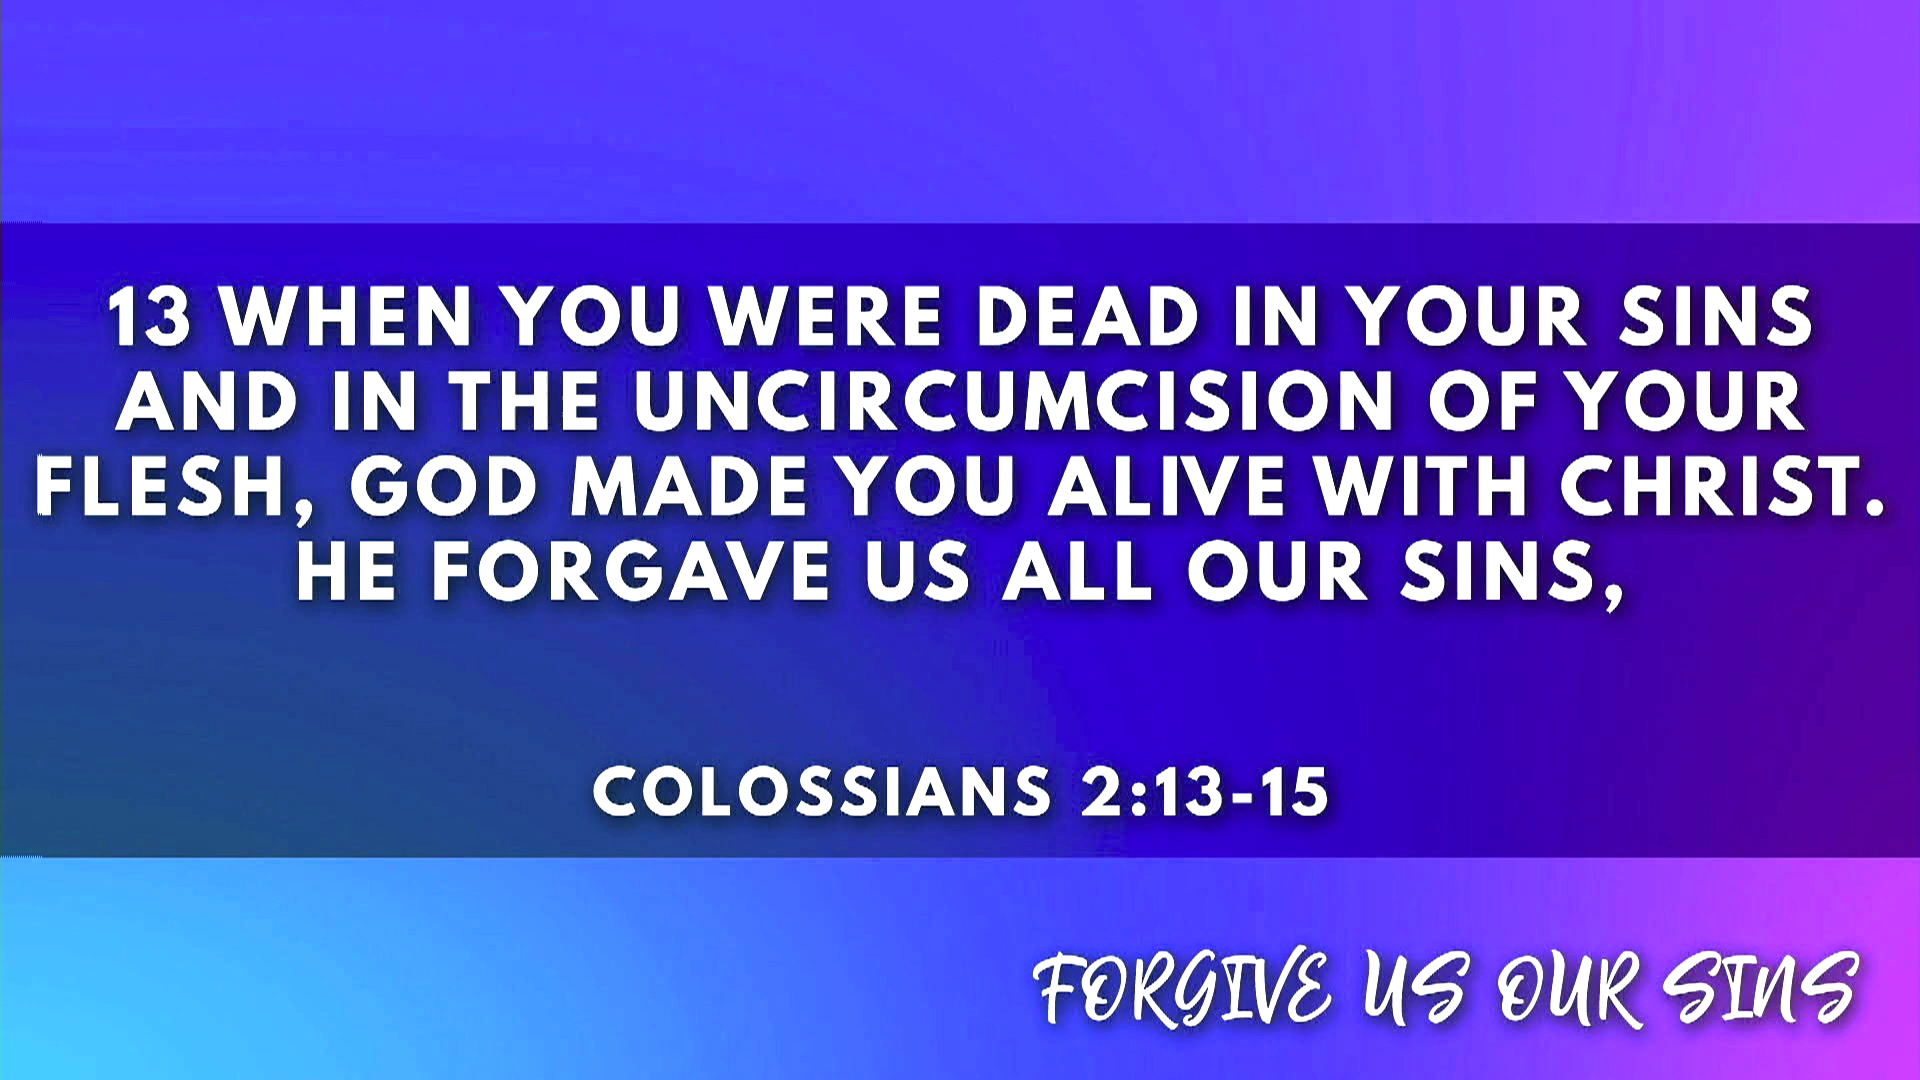 13 WHEN YOU WERE DEAD IN YOUR SINS
AND IN THE UNCIRCUMCISION OF YOUR
FLESH, GOD MADE YOU ALIVE WITH CHRIST.
HE FORGAVE US ALL OUR SINS,
COLOSSIANS 2:13-15
FORGIVE US OUR SINS